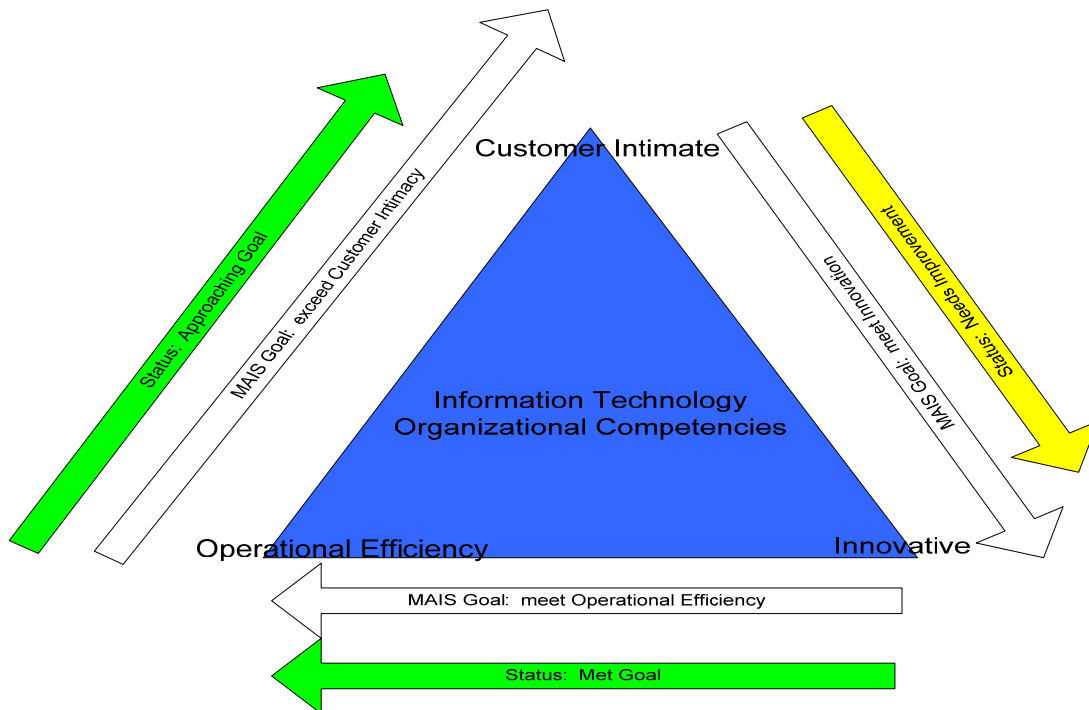 Customer Intimate
Status: Approaching Goal
MAIS Goal: exceed Customer Intimacy
MAIS Goal: meet Innovation
Status: Needs Improvement
Information Technology
Organizational Competencies
Operational Efficiency
Innovative
MAIS Goal: meet Operational Efficiency
Status: Met Goal